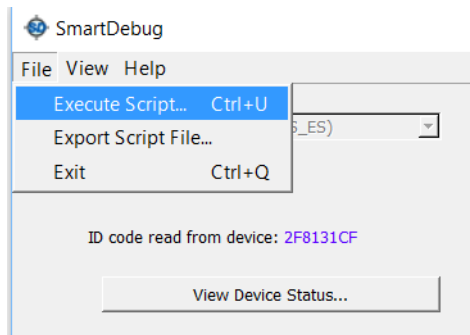 SmartDebug
File View Help
Execute Script... Ctrl+U
Export Script File...
Exit Ctrl+Q
S_ES)
ID code read from device: 2F8131CF
View Device Status...